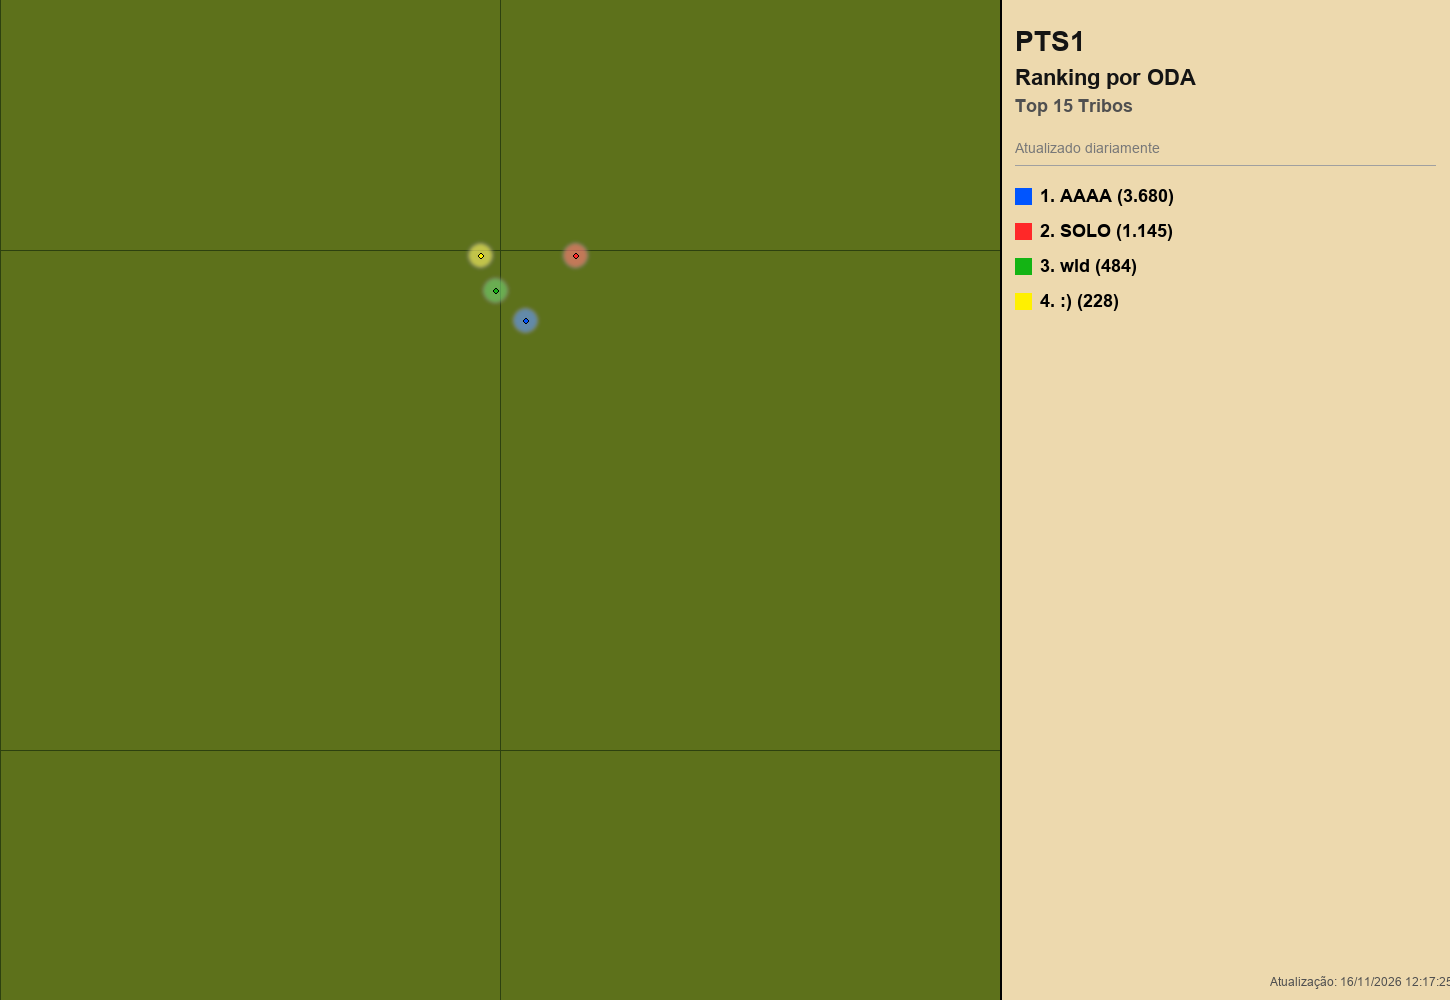 PTS1
Ranking por ODA
Top 15 Tribos
Atualizado diariamente
1. AAAA (3.680)
2. SOLO (1.145)
3. wld (484)
4. :) (228)
Atualização: 16/11/2026 12:17:25